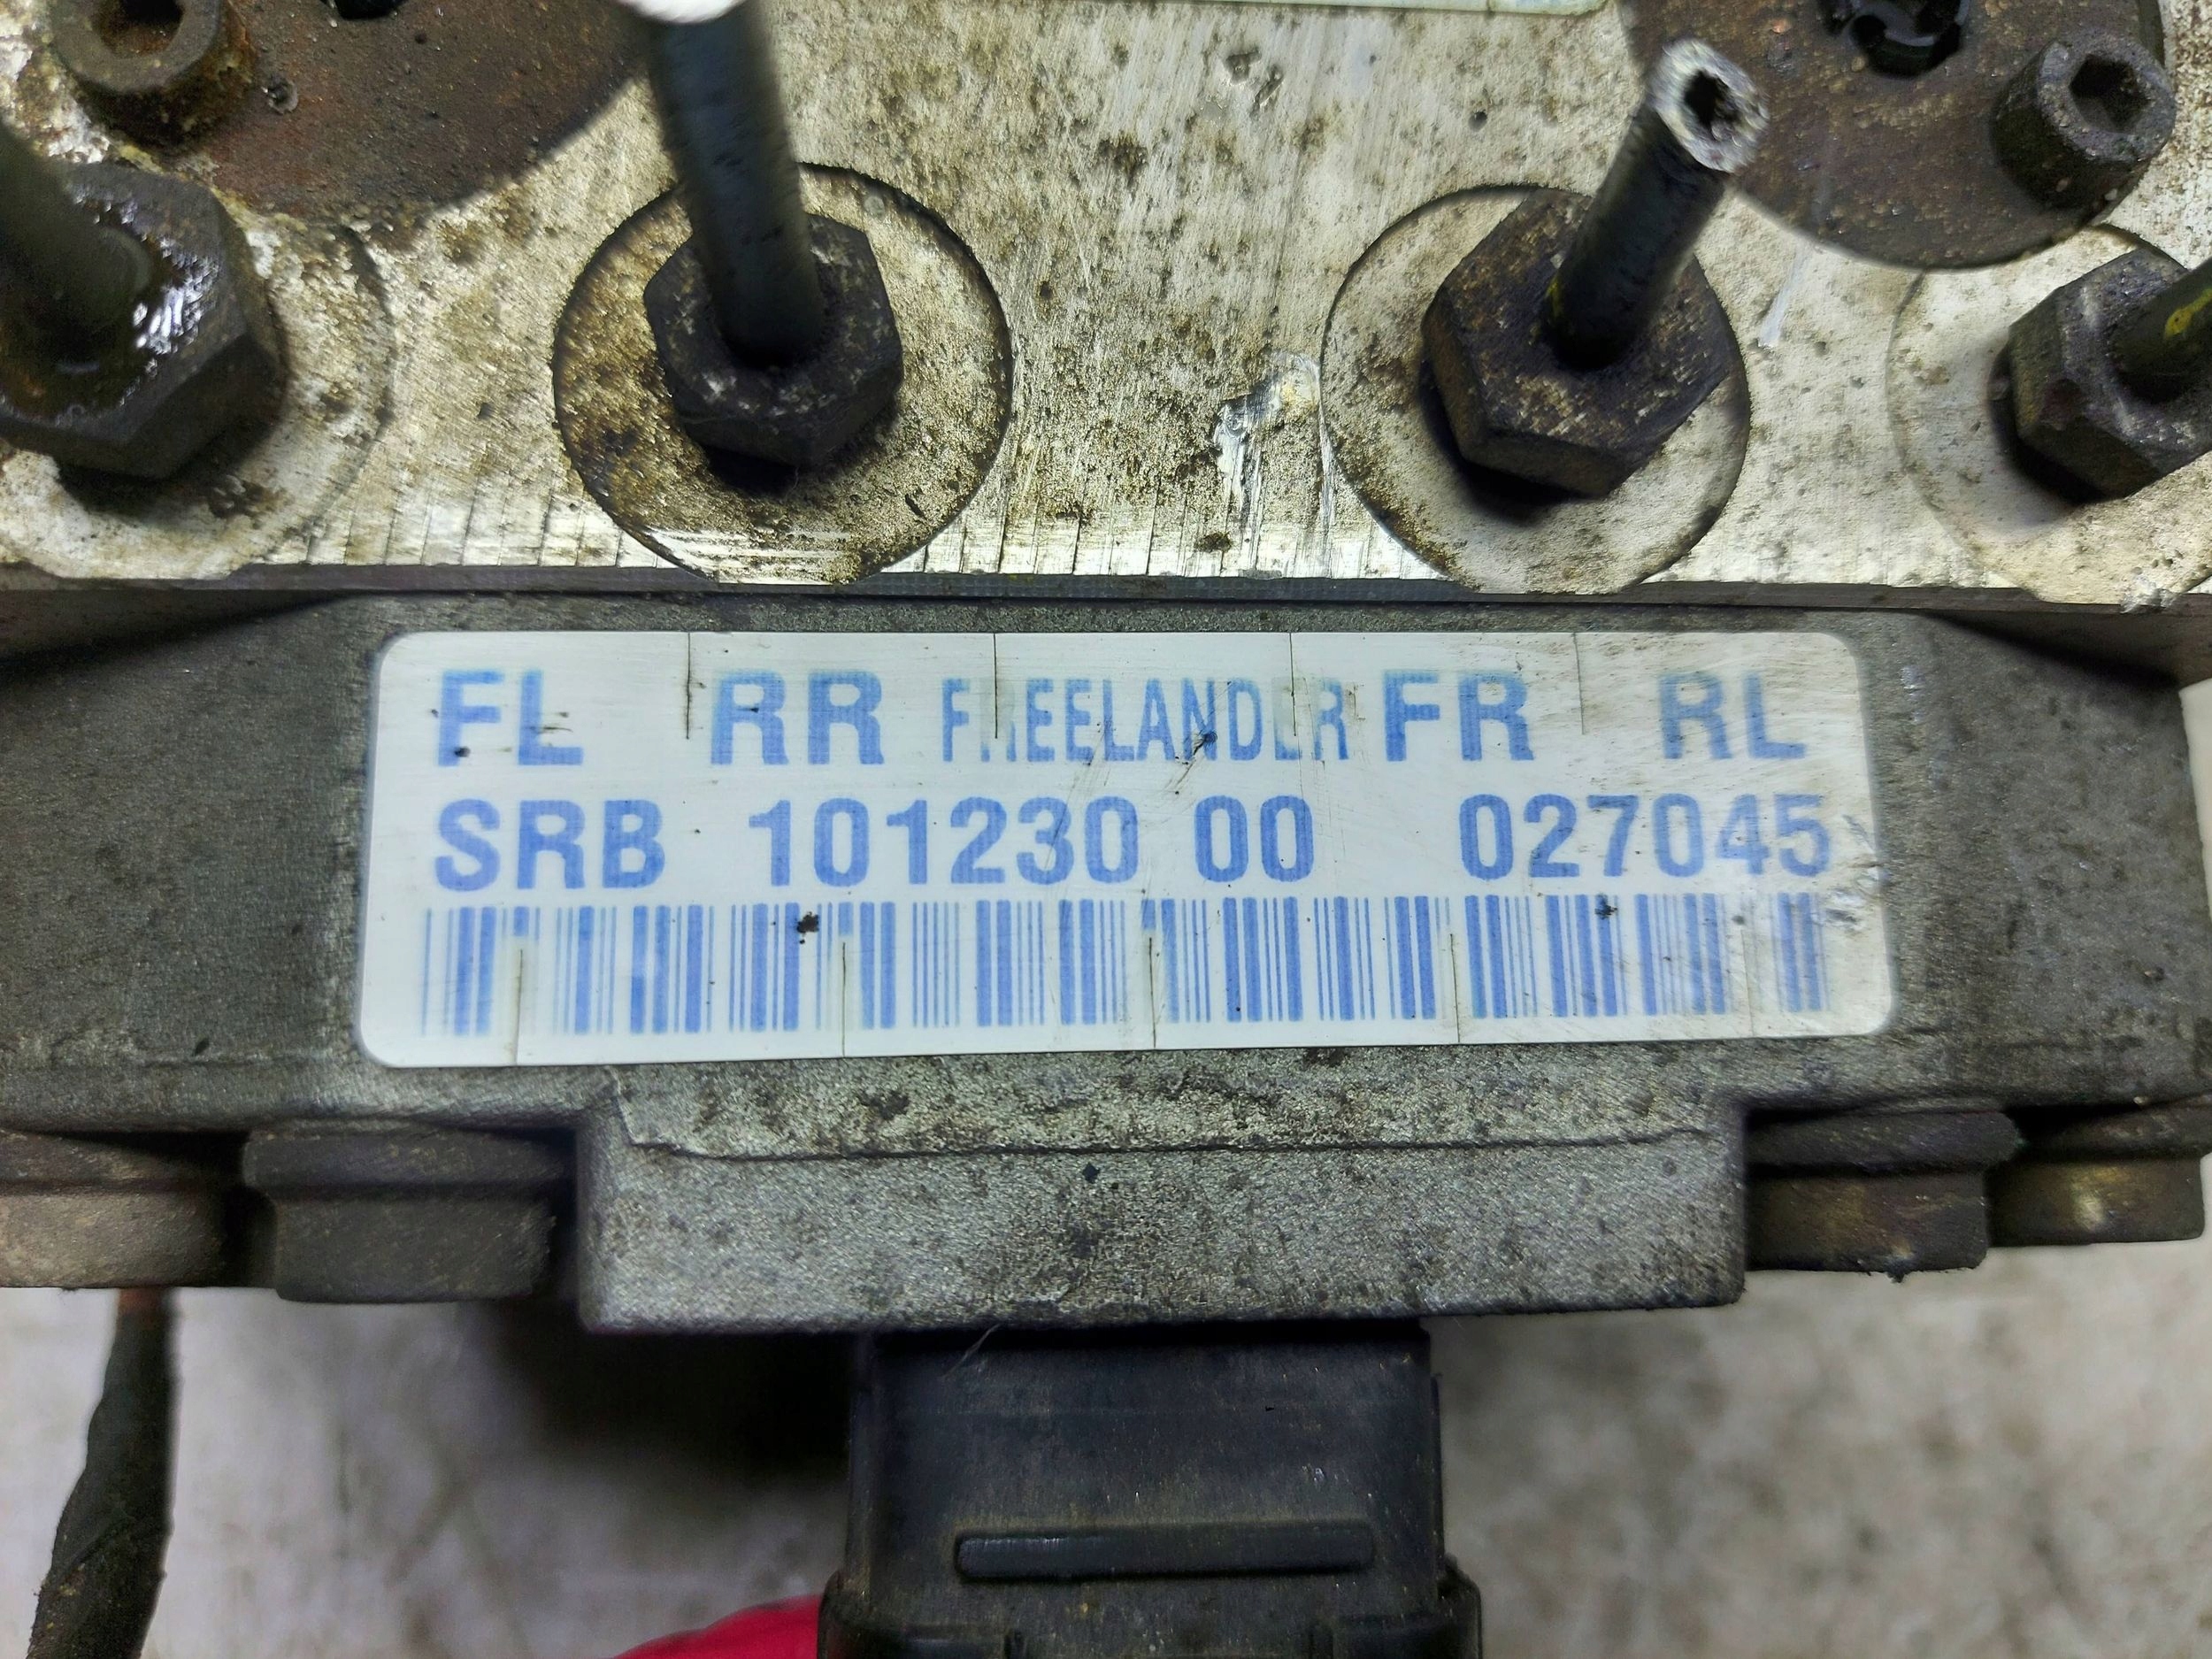 FL RR FREELANDER FR RL
SRB 101230 00 027045